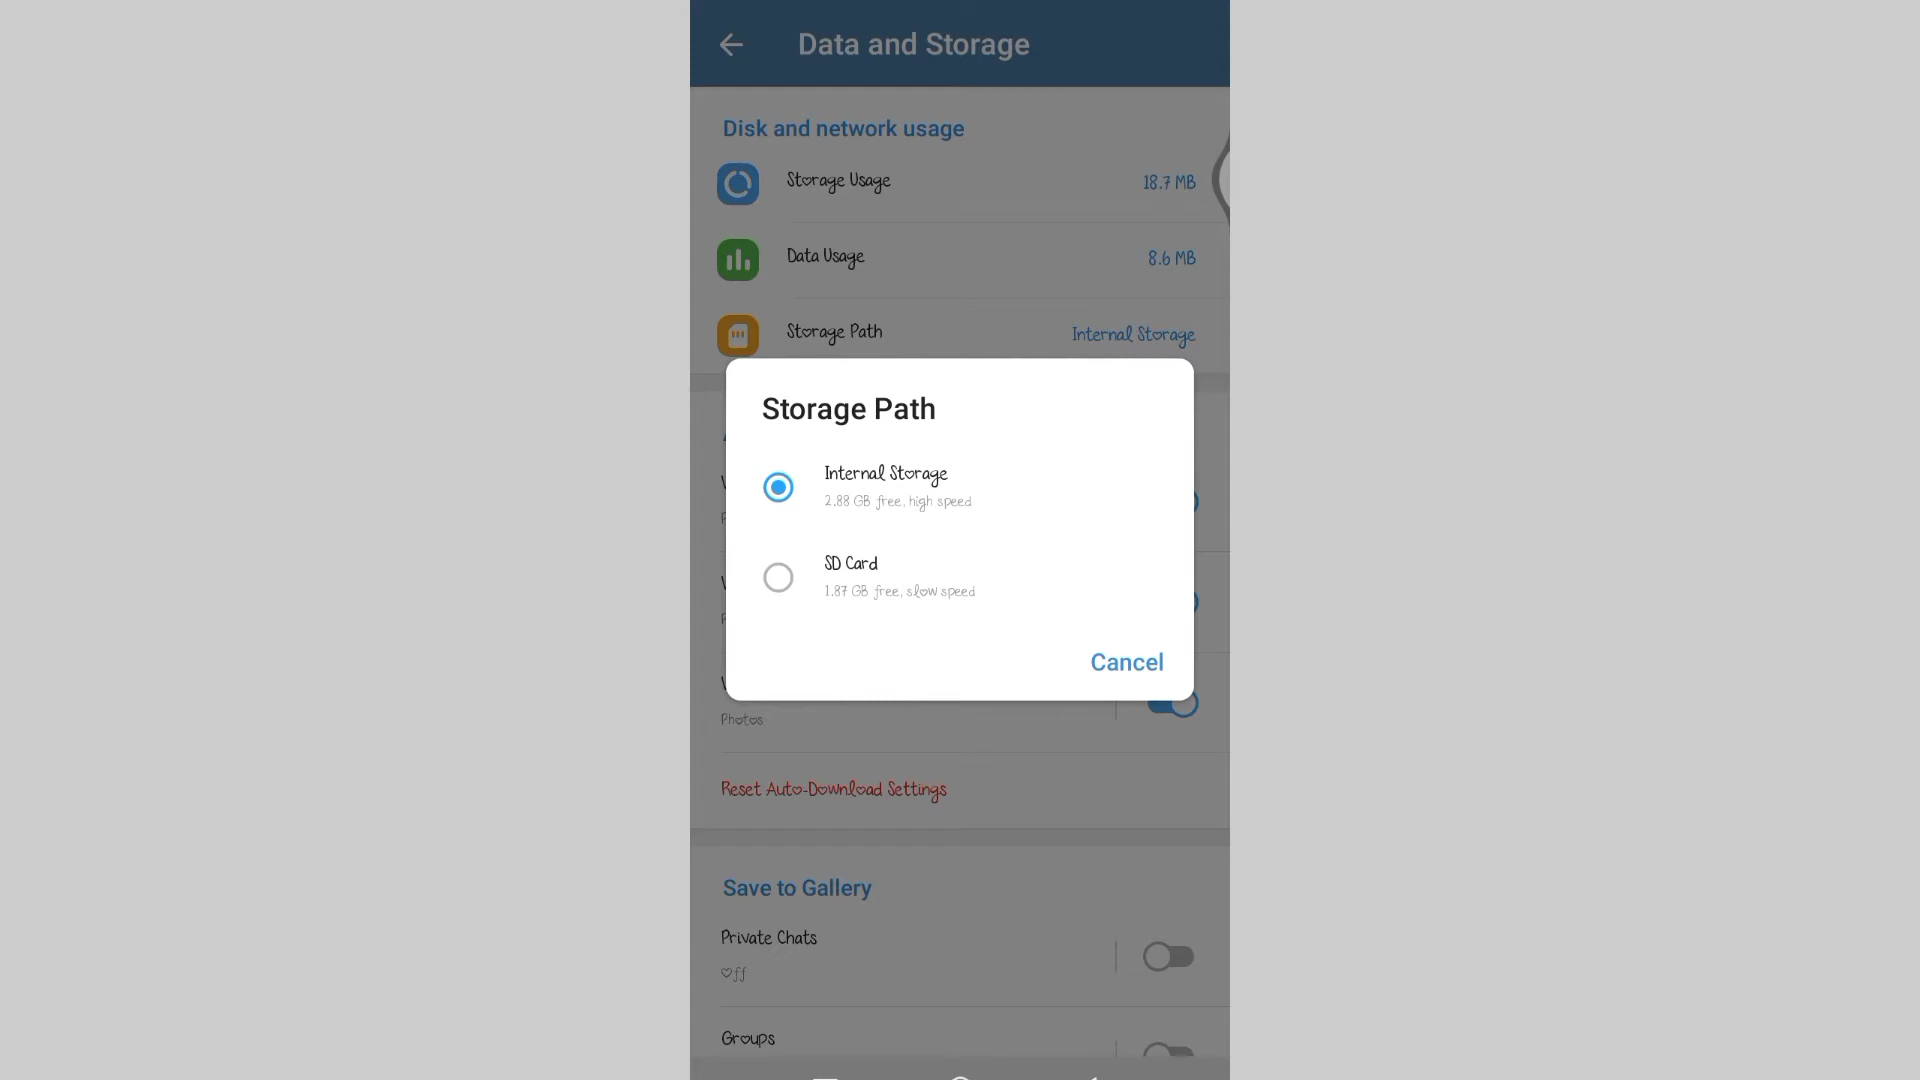 Data and Storage
Disk and network usage
Storage Usage
18.7 MB
Data Usage
8.6 MB
Storage Path
Internal Storage
Storage Path
Internal Storage
2.88 GB free, high speed
SD Card
1.87 GB free, slow speed
Cancel
Photos
Reset Auto-Download Settings
Save to Gallery
Private Chats
Off
Groups